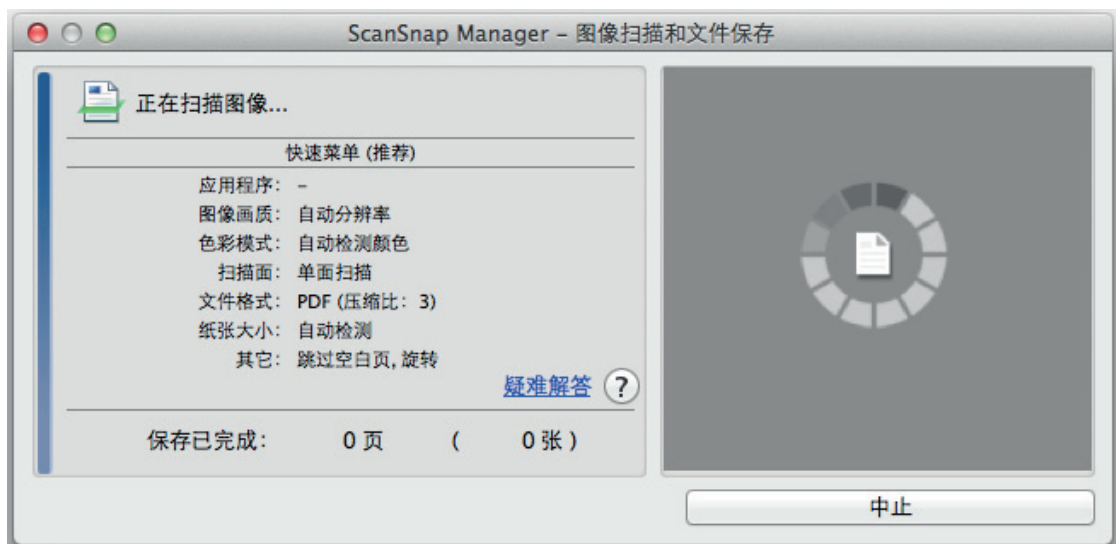 ScanSnap Manager – 图像扫描和文件保存
正在扫描图像...
快速菜单 (推荐)
应用程序: –
图像画质: 自动分辨率
色彩模式: 自动检测颜色
扫描面: 单面扫描
文件格式: PDF (压缩比: 3)
纸张大小: 自动检测
其它: 跳过空白页, 旋转
疑难解答 ?
保存已完成: 0 页 ( 0 张 )
中止